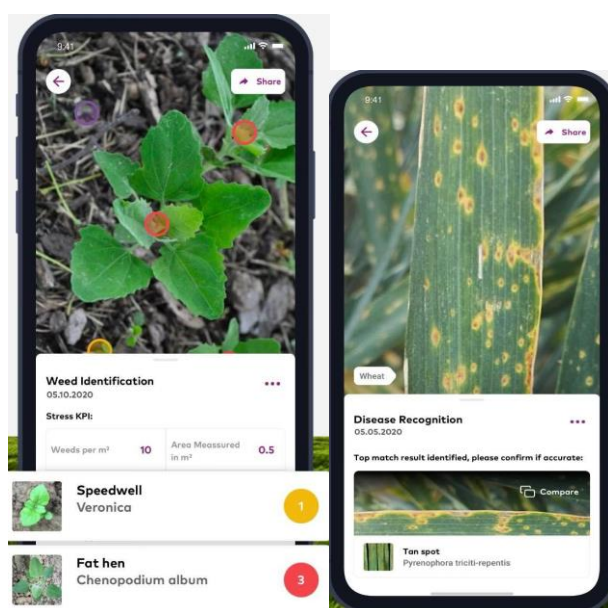 9.41
Share
Weed Identification
05.10.2020
Stress KPI:
Weeds per m²
10
Area Meassured in m²
0.5
Speedwell
Veronica
1
Fat hen
Chenopodium album
3
9:41
Share
Wheat
Disease Recognition
05.05.2020
Top match result identified, please confirm if accurate:
Compare
Tan spot
Pyrenophora triciti-repentis